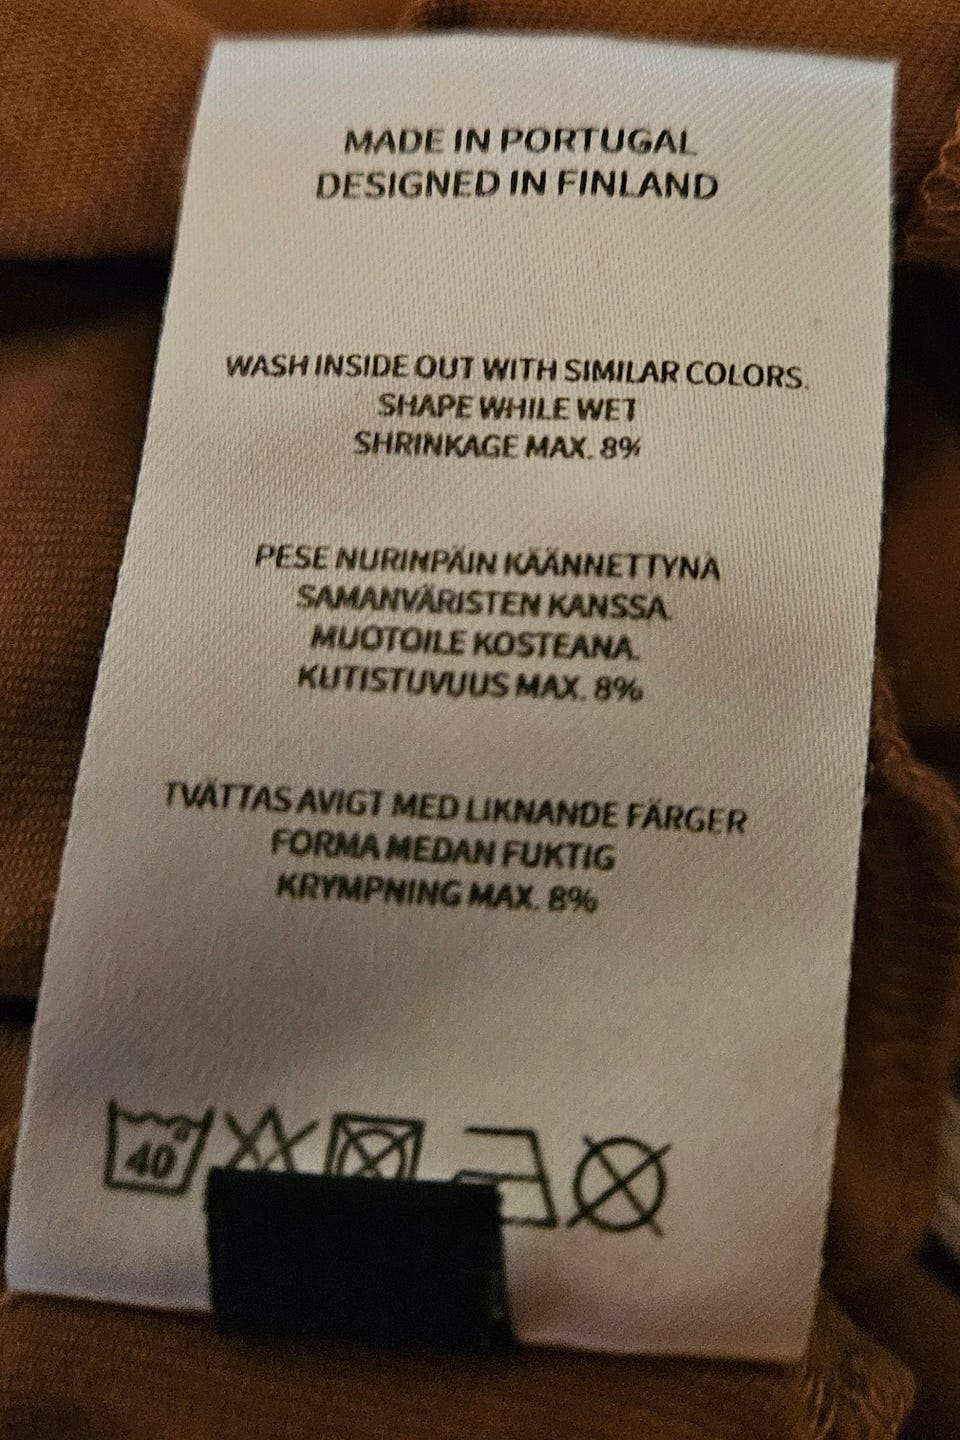 MADE IN PORTUGAL
DESIGNED IN FINLAND
WASH INSIDE OUT WITH SIMILAR COLORS.
SHAPE WHILE WET
SHRINKAGE MAX. 8%
PESE NURINPÄIN KÄÄNNETTYNÄ
SAMANVÄRISTEN KANSSA.
MUOTOILE KOSTEANA.
KUTISTUVUUS MAX. 8%
TVÄTTAS AVIGT MED LIKNANDE FÄRGER
FORMA MEDAN FUKTIG
KRYMPNING MAX. 8%
40